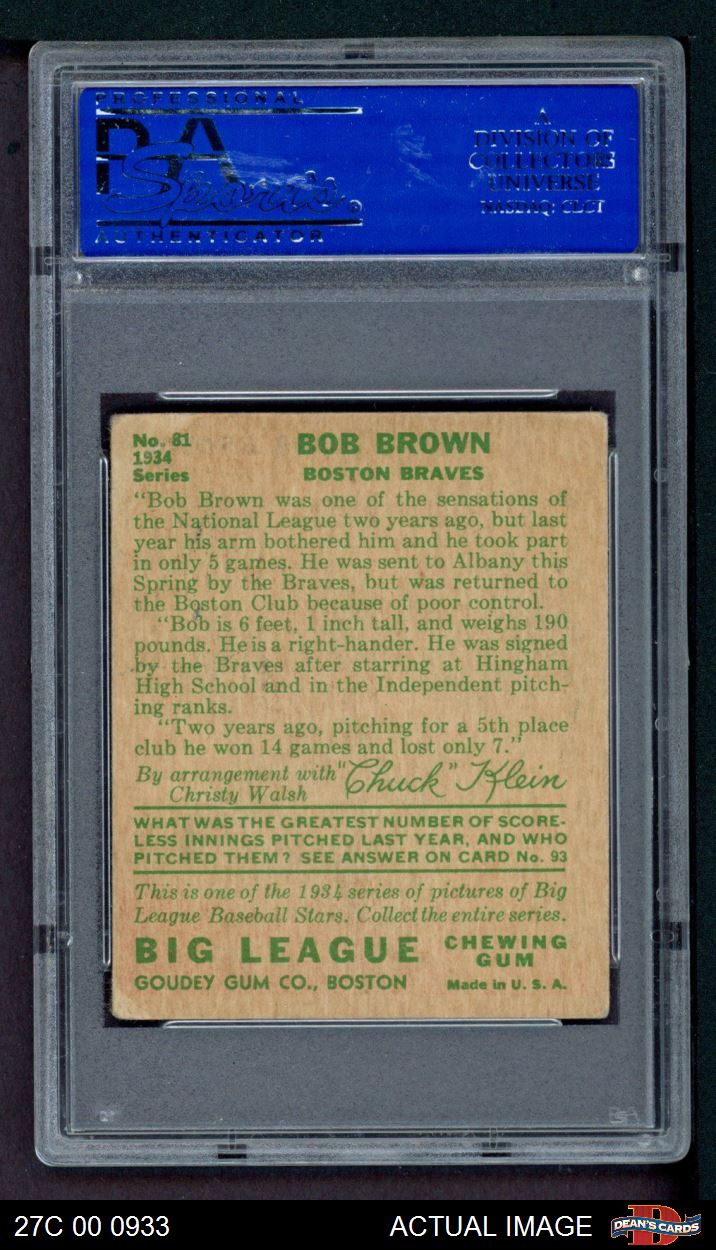 PROFESSIONAL
PSA
Sports
®
AUTHENTICATOR
A
DIVISION OF
COLLECTORS
UNIVERSE
NASDAQ: CLCT
No. 81
1934
Series
BOB BROWN
BOSTON BRAVES
“Bob Brown was one of the sensations of
the National League two years ago, but last
year his arm bothered him and he took part
in only 5 games. He was sent to Albany this
Spring by the Braves, but was returned to
the Boston Club because of poor control.
“Bob is 6 feet, 1 inch tall, and weighs 190
pounds. He is a right-hander. He was signed
by the Braves after starring at Hingham
High School and in the Independent pitch-
ing ranks.
“Two years ago, pitching for a 5th place
club he won 14 games and lost only 7.”
By arrangement with "Chuck" Klein
Christy Walsh
WHAT WAS THE GREATEST NUMBER OF SCORE-
LESS INNINGS PITCHED LAST YEAR, AND WHO
PITCHED THEM? SEE ANSWER ON CARD No. 93
This is one of the 1934 series of pictures of Big
League Baseball Stars. Collect the entire series.
BIG LEAGUE CHEWING GUM
GOUDEY GUM CO., BOSTON Made in U. S. A.
PSA
27C 00 0933 ACTUAL IMAGE D DEAN'S CARDS